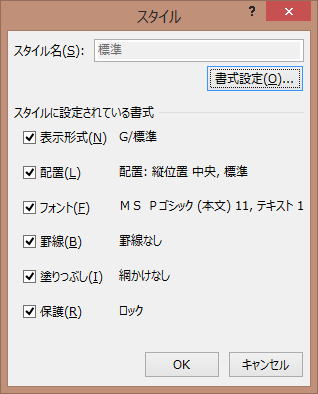 スタイル
? ×
スタイル名(S): 標準
書式設定(O)...
スタイルに設定されている書式
表示形式(N) G/標準
配置(L) 配置: 縦位置 中央, 標準
フォント(F) ＭＳ Ｐゴシック (本文) 11, テキスト 1
罫線(B) 罫線なし
塗りつぶし(I) 網かけなし
保護(R) ロック
OK キャンセル